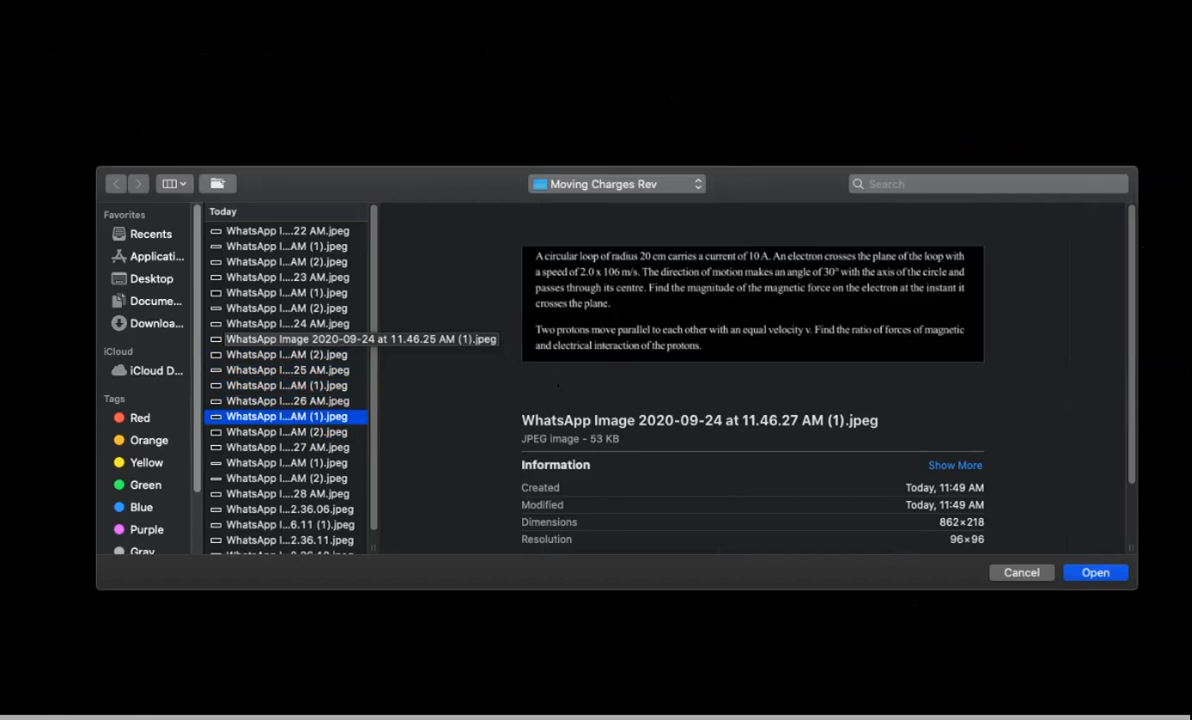 Moving Charges Rev
Search
Favorites
Recents
Applicati...
Desktop
Docume...
Downloa...
iCloud
iCloud D...
Tags
Red
Orange
Yellow
Green
Blue
Purple
Gray
Today
WhatsApp I....22 AM.jpeg
WhatsApp I...AM (1).jpeg
WhatsApp I...AM (2).jpeg
WhatsApp I....23 AM.jpeg
WhatsApp I...AM (1).jpeg
WhatsApp I...AM (2).jpeg
WhatsApp I....24 AM.jpeg
WhatsApp Image 2020-09-24 at 11.46.25 AM (1).jpeg
WhatsApp I...AM (2).jpeg
WhatsApp I....25 AM.jpeg
WhatsApp I...AM (1).jpeg
WhatsApp I....26 AM.jpeg
WhatsApp I...AM (1).jpeg
WhatsApp I...AM (2).jpeg
WhatsApp I....27 AM.jpeg
WhatsApp I...AM (1).jpeg
WhatsApp I...AM (2).jpeg
WhatsApp I....28 AM.jpeg
WhatsApp I...2.36.06.jpeg
WhatsApp I...6.11 (1).jpeg
WhatsApp I...2.36.11.jpeg
A circular loop of radius 20 cm carries a current of 10 A. An electron crosses the plane of the loop with
a speed of 2.0 x 106 m/s. The direction of motion makes an angle of 30° with the axis of the circle and
passes through its centre. Find the magnitude of the magnetic force on the electron at the instant it
crosses the plane.
Two protons move parallel to each other with an equal velocity v. Find the ratio of forces of magnetic
and electrical interaction of the protons.
WhatsApp Image 2020-09-24 at 11.46.27 AM (1).jpeg
JPEG image - 53 KB
Information
Show More
Created Today, 11:49 AM
Modified Today, 11:49 AM
Dimensions 862×218
Resolution 96×96
Cancel
Open